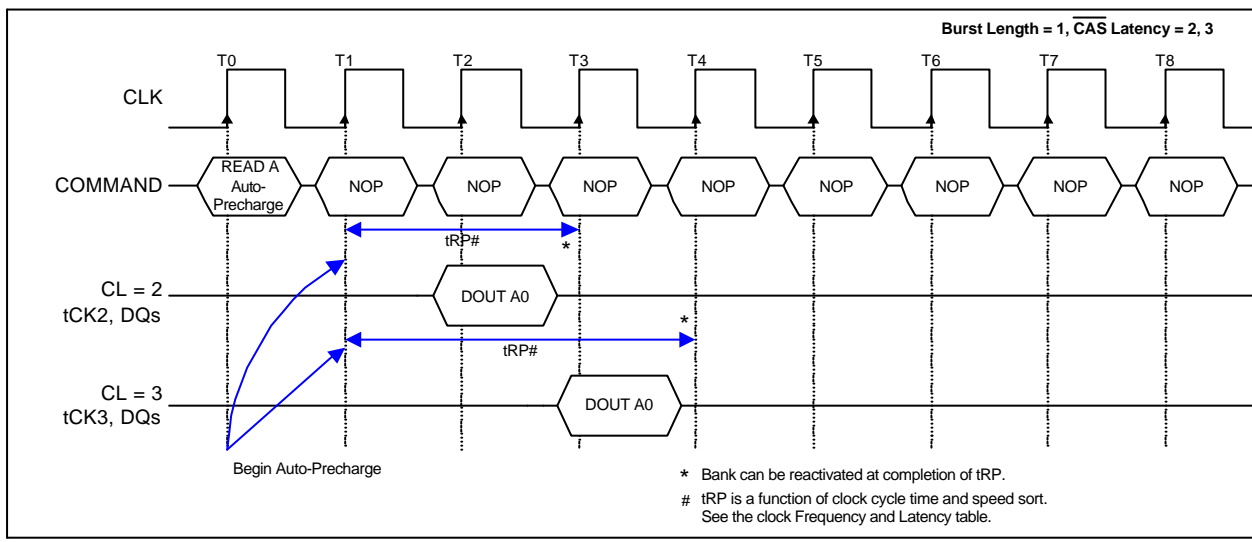 Burst Length = 1, CAS Latency = 2, 3
T0 T1 T2 T3 T4 T5 T6 T7 T8
CLK
COMMAND
READ A
Auto-
Precharge
NOP NOP NOP NOP NOP NOP NOP NOP
tRP#
*
CL = 2
tCK2, DQs
DOUT A0
*
tRP#
CL = 3
tCK3, DQs
DOUT A0
Begin Auto-Precharge
* Bank can be reactivated at completion of tRP.
# tRP is a function of clock cycle time and speed sort.
See the clock Frequency and Latency table.